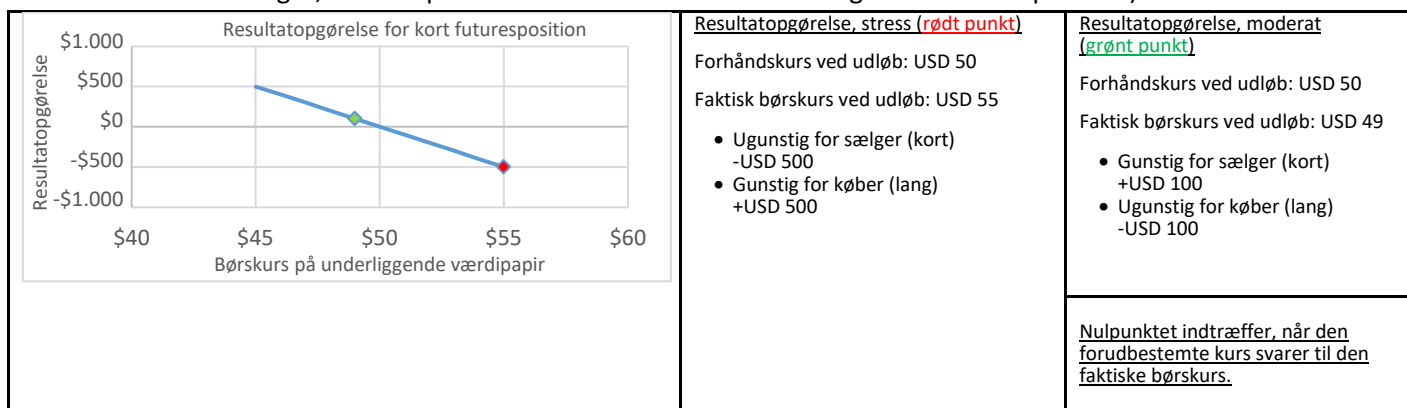 Resultatopgørelse for kort futuresposition
$1.000
$500
$0
-$500
-$1.000
Resultatopgørelse
$40 $45 $50 $55 $60
Børskurs på underliggende værdipapir
Resultatopgørelse, stress (rødt punkt)
Forhåndskurs ved udløb: USD 50
Faktisk børskurs ved udløb: USD 55
• Ugunstig for sælger (kort)
-USD 500
• Gunstig for køber (lang)
+USD 500
Resultatopgørelse, moderat
(grønt punkt)
Forhåndskurs ved udløb: USD 50
Faktisk børskurs ved udløb: USD 49
• Gunstig for sælger (kort)
+USD 100
• Ugunstig for køber (lang)
-USD 100
Nulpunktet indtræffer, når den
forudbestemte kurs svarer til den
faktiske børskurs.